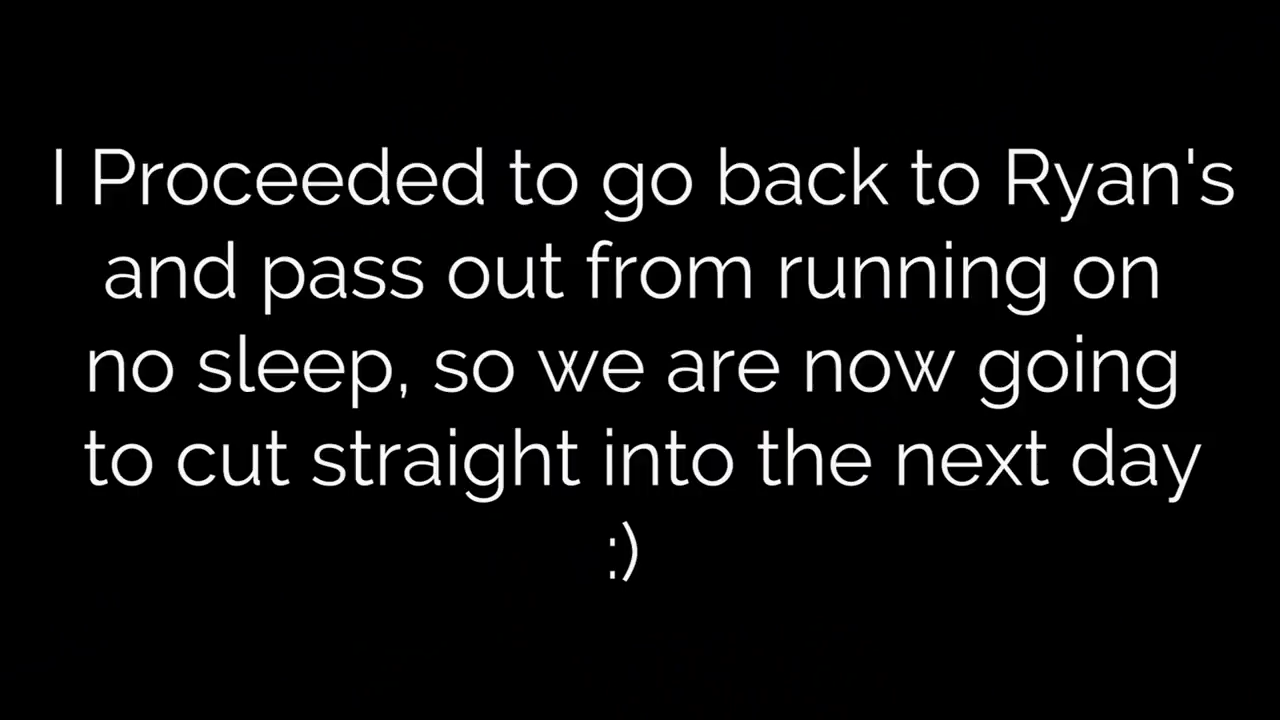 I Proceeded to go back to Ryan's
and pass out from running on
no sleep, so we are now going
to cut straight into the next day
:)